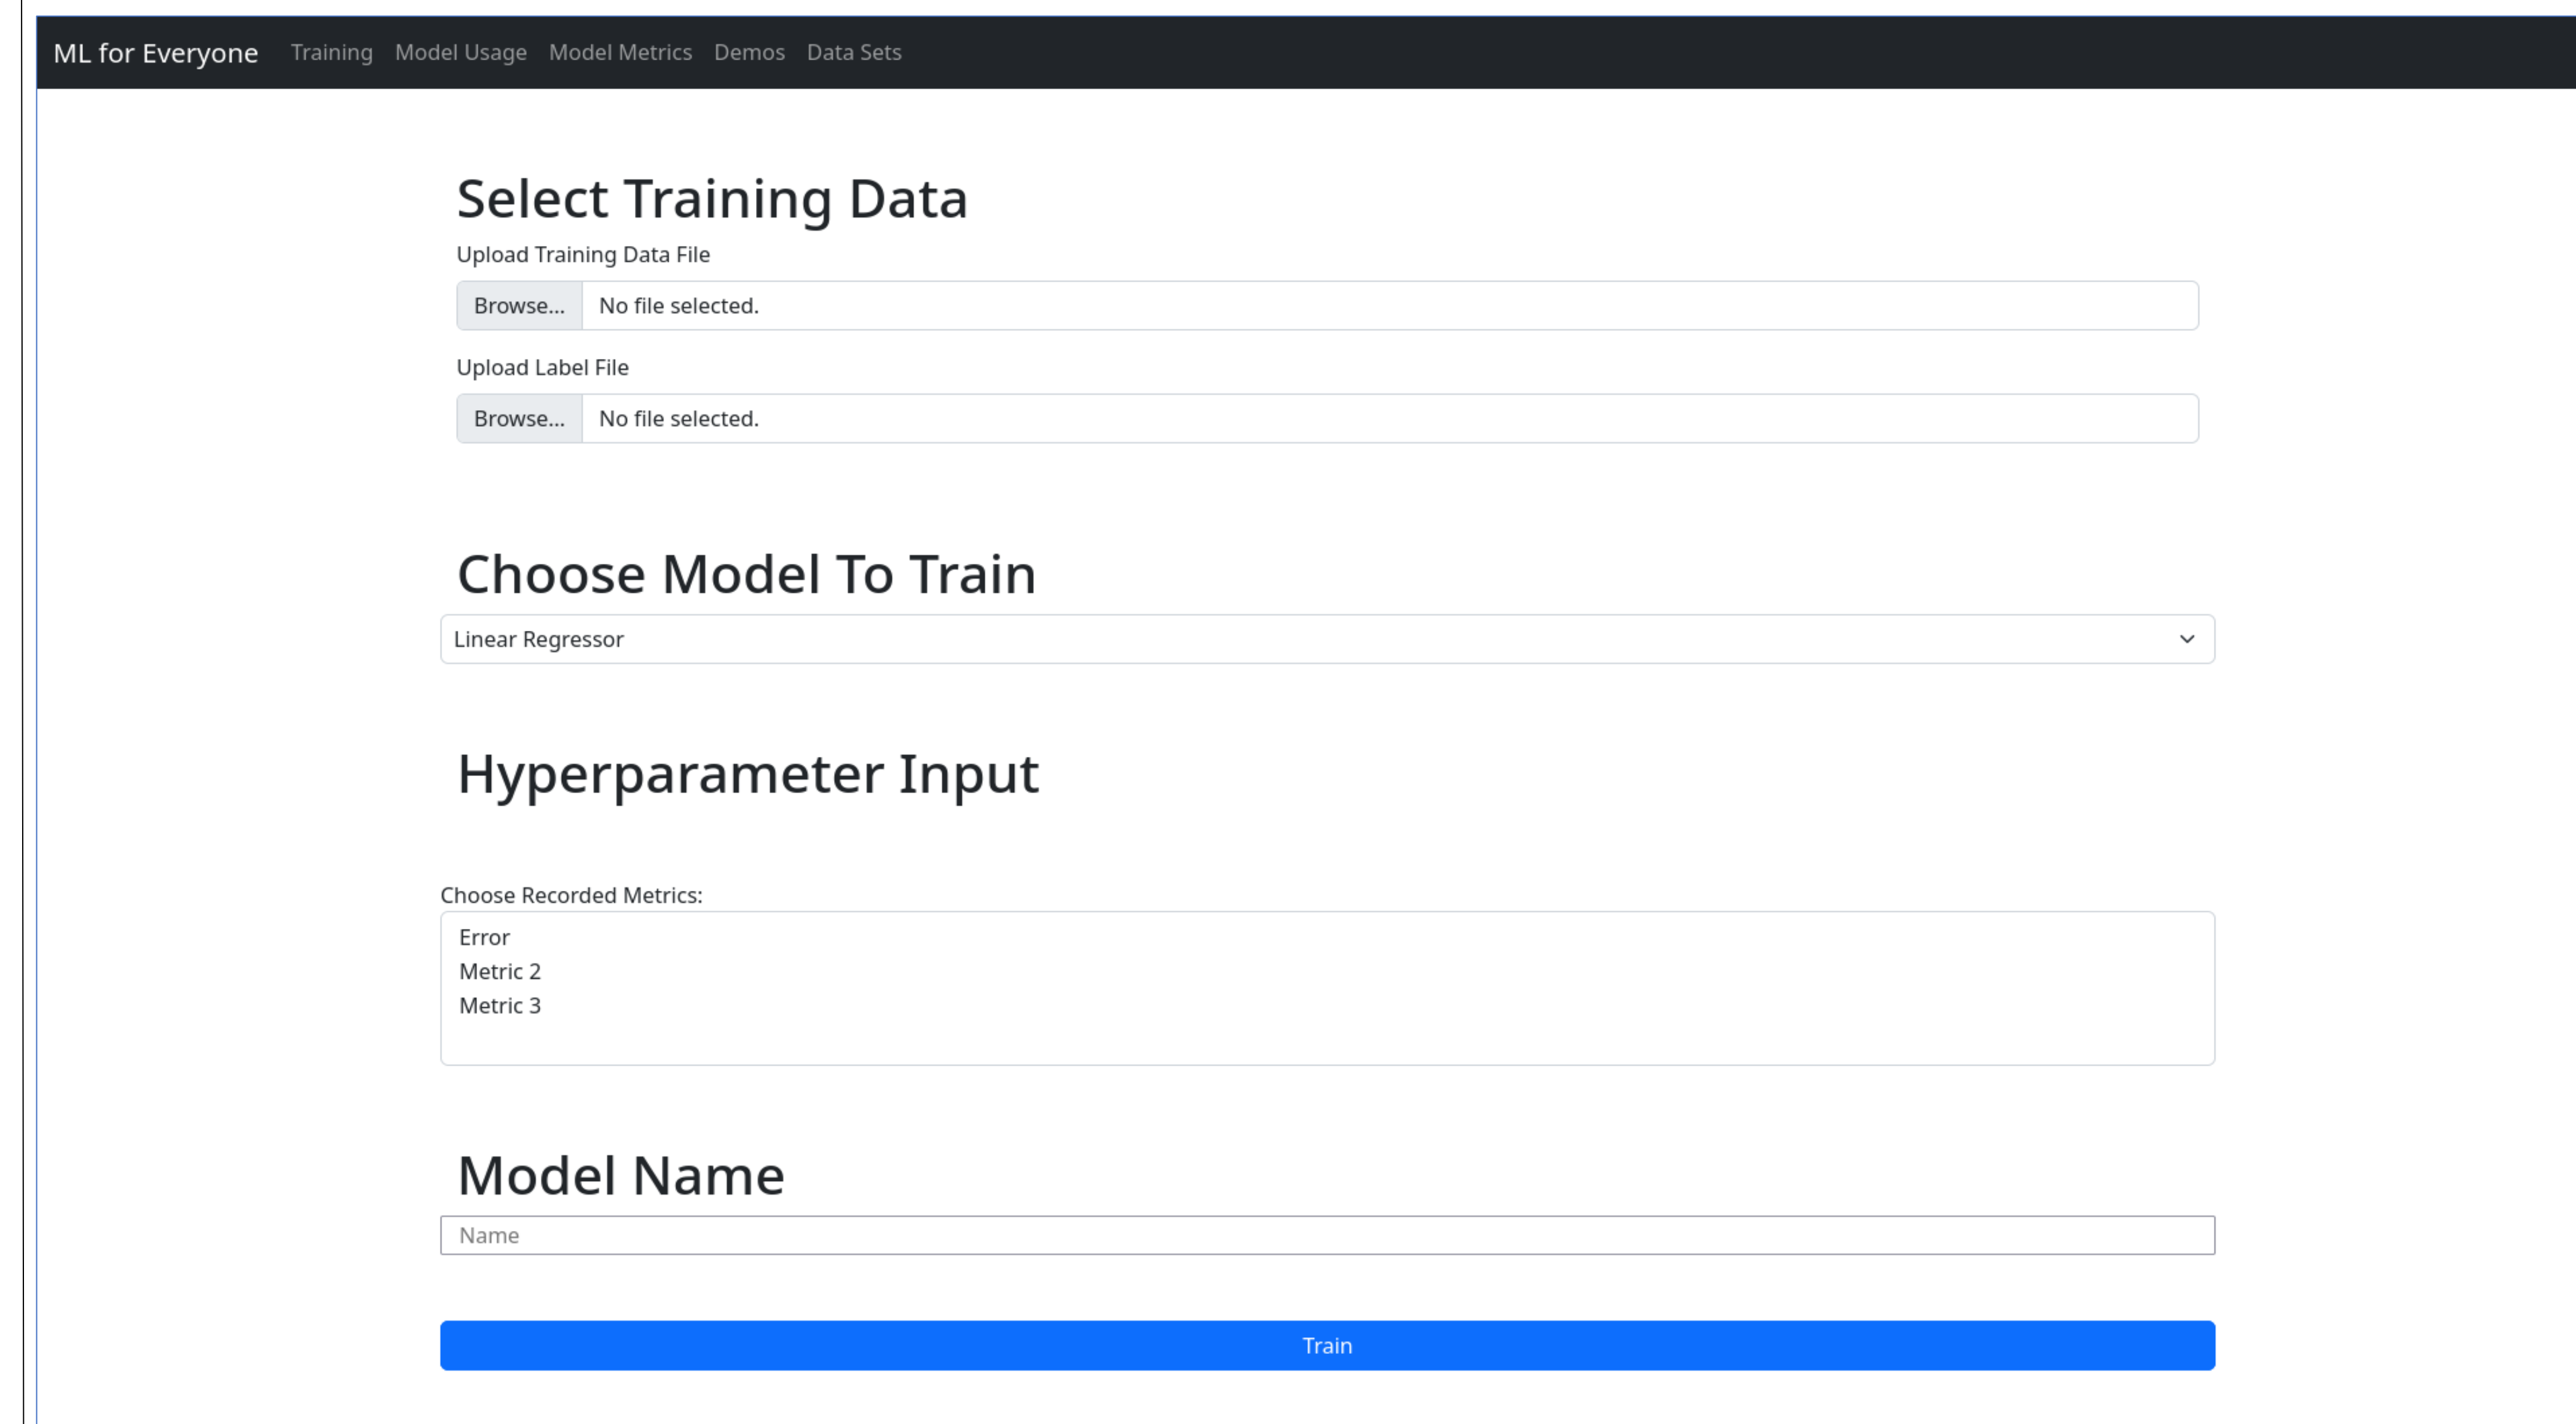 ML for Everyone Training Model Usage Model Metrics Demos Data Sets
Select Training Data
Upload Training Data File
Browse... No file selected.
Upload Label File
Browse... No file selected.
Choose Model To Train
Linear Regressor
Hyperparameter Input
Choose Recorded Metrics:
Error
Metric 2
Metric 3
Model Name
Name
Train